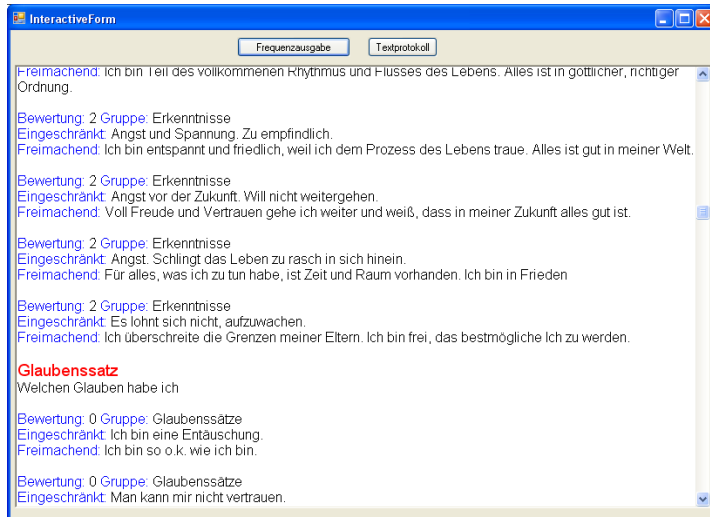 InteractiveForm
Frequenzausgabe Textprotokoll
Freimachend: Ich bin Teil des vollkommenen Rhythmus und Flusses des Lebens. Alles ist in göttlicher, richtiger
Ordnung.
Bewertung: 2 Gruppe: Erkenntnisse
Eingeschränkt: Angst und Spannung. Zu empfindlich.
Freimachend: Ich bin entspannt und friedlich, weil ich dem Prozess des Lebens traue. Alles ist gut in meiner Welt.
Bewertung: 2 Gruppe: Erkenntnisse
Eingeschränkt: Angst vor der Zukunft. Will nicht weitergehen.
Freimachend: Voll Freude und Vertrauen gehe ich weiter und weiß, dass in meiner Zukunft alles gut ist.
Bewertung: 2 Gruppe: Erkenntnisse
Eingeschränkt: Angst. Schlingt das Leben zu rasch in sich hinein.
Freimachend: Für alles, was ich zu tun habe, ist Zeit und Raum vorhanden. Ich bin in Frieden
Bewertung: 2 Gruppe: Erkenntnisse
Eingeschränkt: Es lohnt sich nicht, aufzuwachen.
Freimachend: Ich überschreite die Grenzen meiner Eltern. Ich bin frei, das bestmögliche Ich zu werden.
Glaubenssatz
Welchen Glauben habe ich
Bewertung: 0 Gruppe: Glaubenssätze
Eingeschränkt: Ich bin eine Entäuschung.
Freimachend: Ich bin so o.k. wie ich bin.
Bewertung: 0 Gruppe: Glaubenssätze
Eingeschränkt: Man kann mir nicht vertrauen.